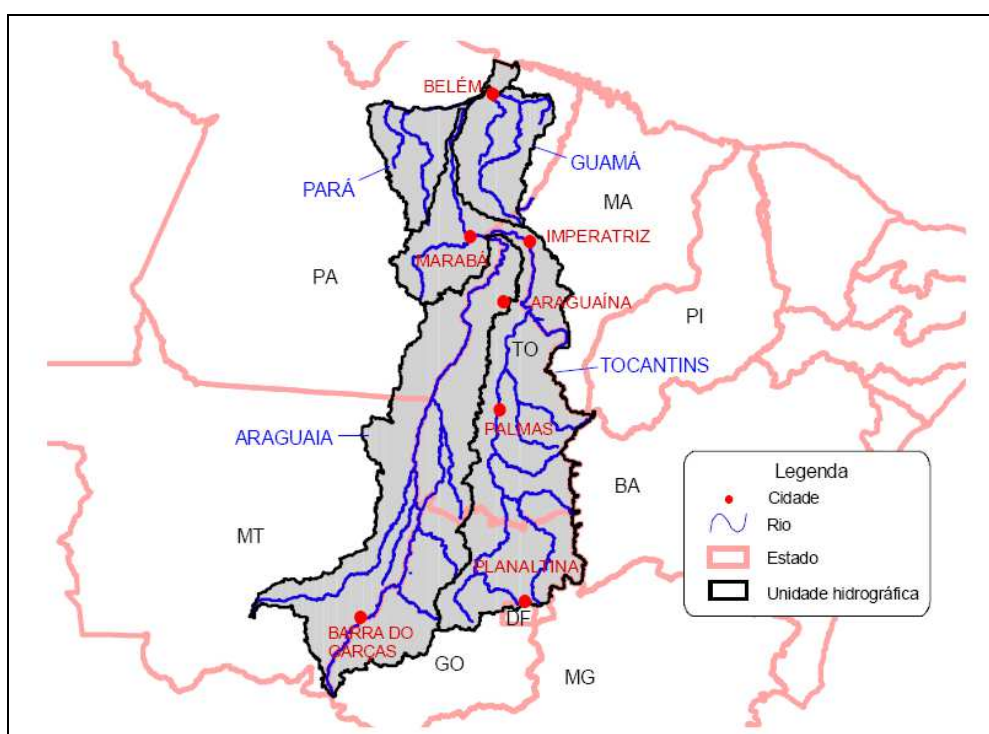 BELÉM
GUAMÁ
PARÁ
MA
IMPERATRIZ
MARABÁ
PA
ARAGUAÍNA
PI
TO
TOCANTINS
PALMAS
ARAGUAIA
BA
Legenda
Cidade
Rio
Estado
Unidade hidrográfica
MT
PLANALTINA
DF
BARRA DO
GARÇAS
GO
MG